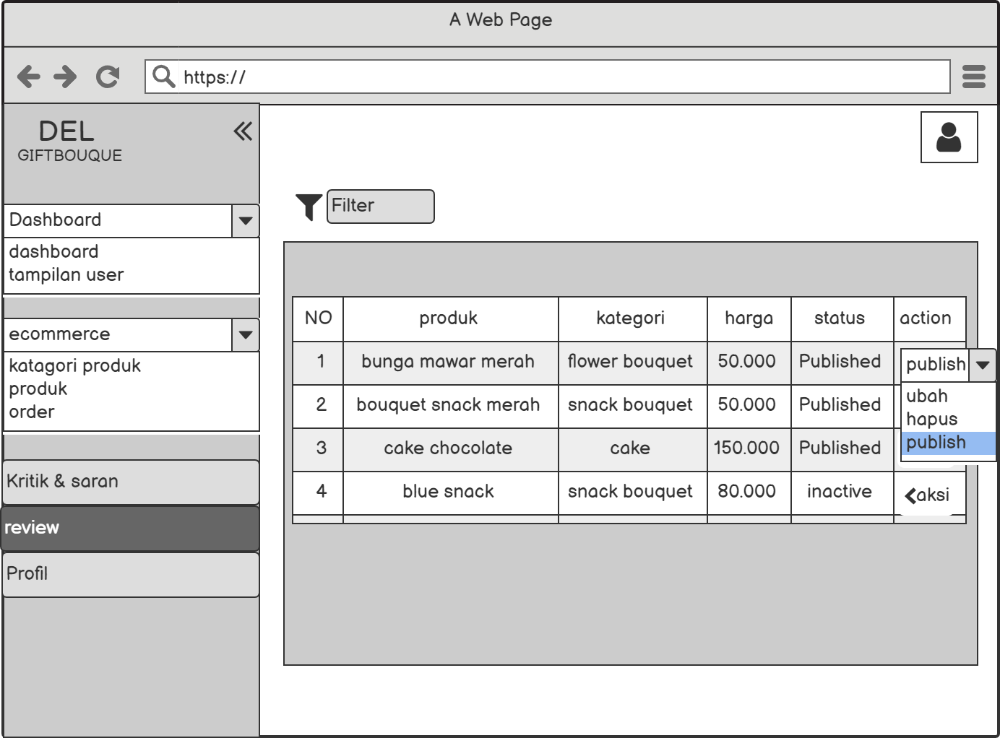 A Web Page
https://
DEL
GIFTBOUQUE
Dashboard
dashboard
tampilan user
ecommerce
katagori produk
produk
order
Kritik & saran
review
Profil
Filter
NO produk kategori harga status action
1 bunga mawar merah flower bouquet 50.000 Published publish
2 bouquet snack merah snack bouquet 50.000 Published
ubah
hapus
publish
3 cake chocolate cake 150.000 Published
4 blue snack snack bouquet 80.000 inactive aksi